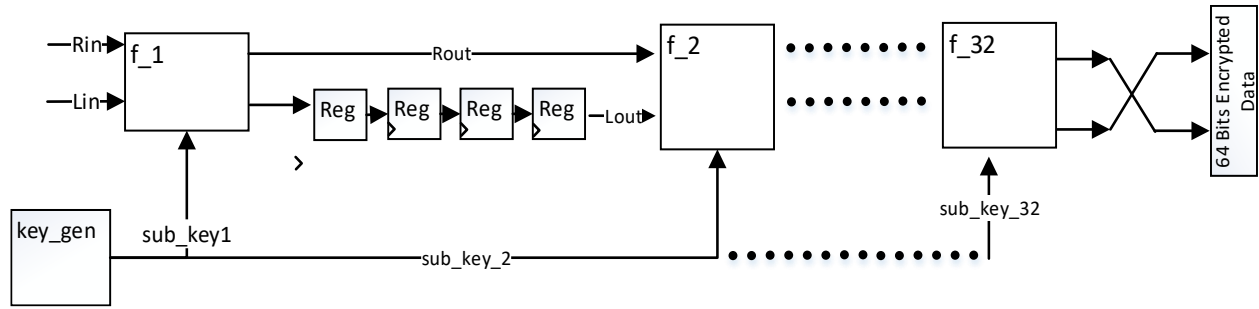 Rin
f_1
Rout
f_2
f_32
Lin
Reg
Reg
Reg
Reg
Lout
64 Bits Encrypted
Data
key_gen
sub_key1
sub_key_2
sub_key_32